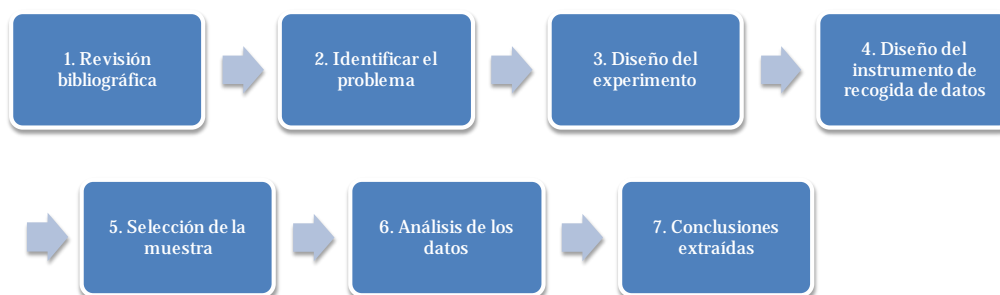 1. Revisión
bibliográfica
2. Identificar el
problema
3. Diseño del
experimento
4. Diseño del
instrumento de
recogida de datos
5. Selección de la
muestra
6. Análisis de los
datos
7. Conclusiones
extraídas